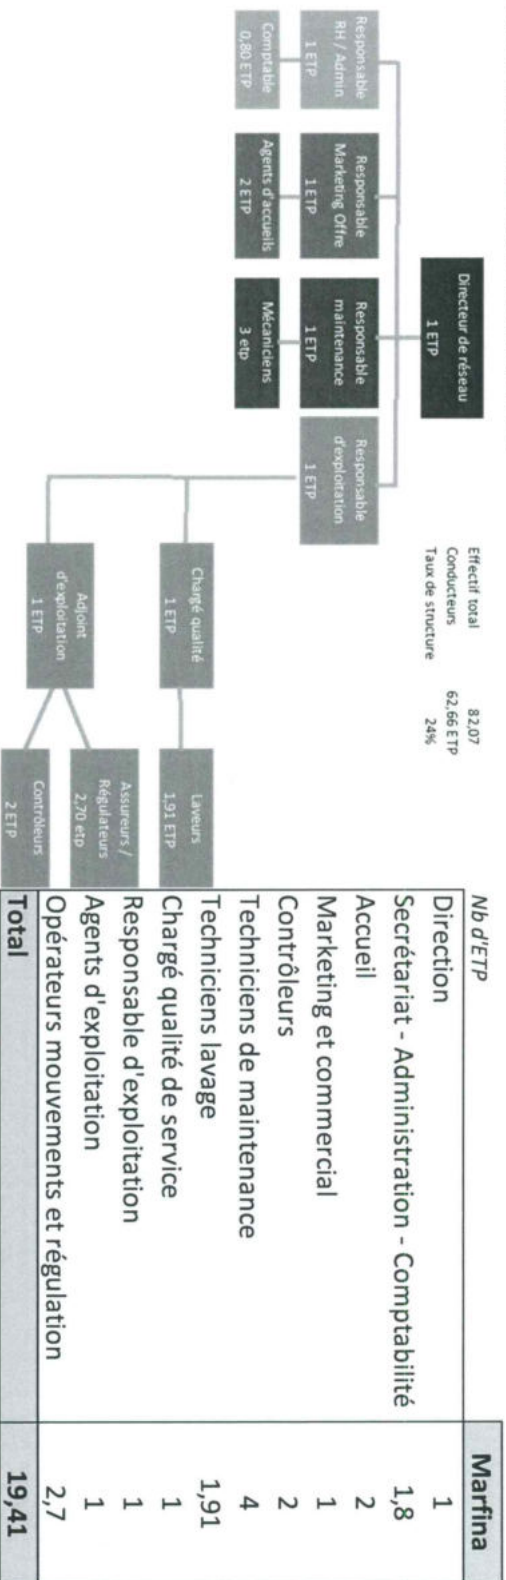 Directeur de réseau
1 ETP
Responsable
RH / Admin
1 ETP
Responsable
Marketing Offre
1 ETP
Responsable
maintenance
1 ETP
Responsable
d'exploitation
1 ETP
Comptable
0,80 ETP
Agents d'accueils
2 ETP
Mécaniciens
3 etp
Chargé qualité
1 ETP
Laveurs
1,91 ETP
Adjoint
d'exploitation
1 ETP
Assureurs /
Régulateurs
2,70 etp
Contrôleurs
2 ETP
Effectif total 82,07
Conducteurs 62,66 ETP
Taux de structure 24%
Nb d'ETP Marfina
Direction 1
Secrétariat - Administration - Comptabilité 1,8
Accueil 2
Marketing et commercial 1
Contrôleurs 2
Techniciens de maintenance 4
Techniciens lavage 1,91
Chargé qualité de service 1
Responsable d'exploitation 1
Agents d'exploitation 1
Opérateurs mouvements et régulation 2,7
Total 19,41